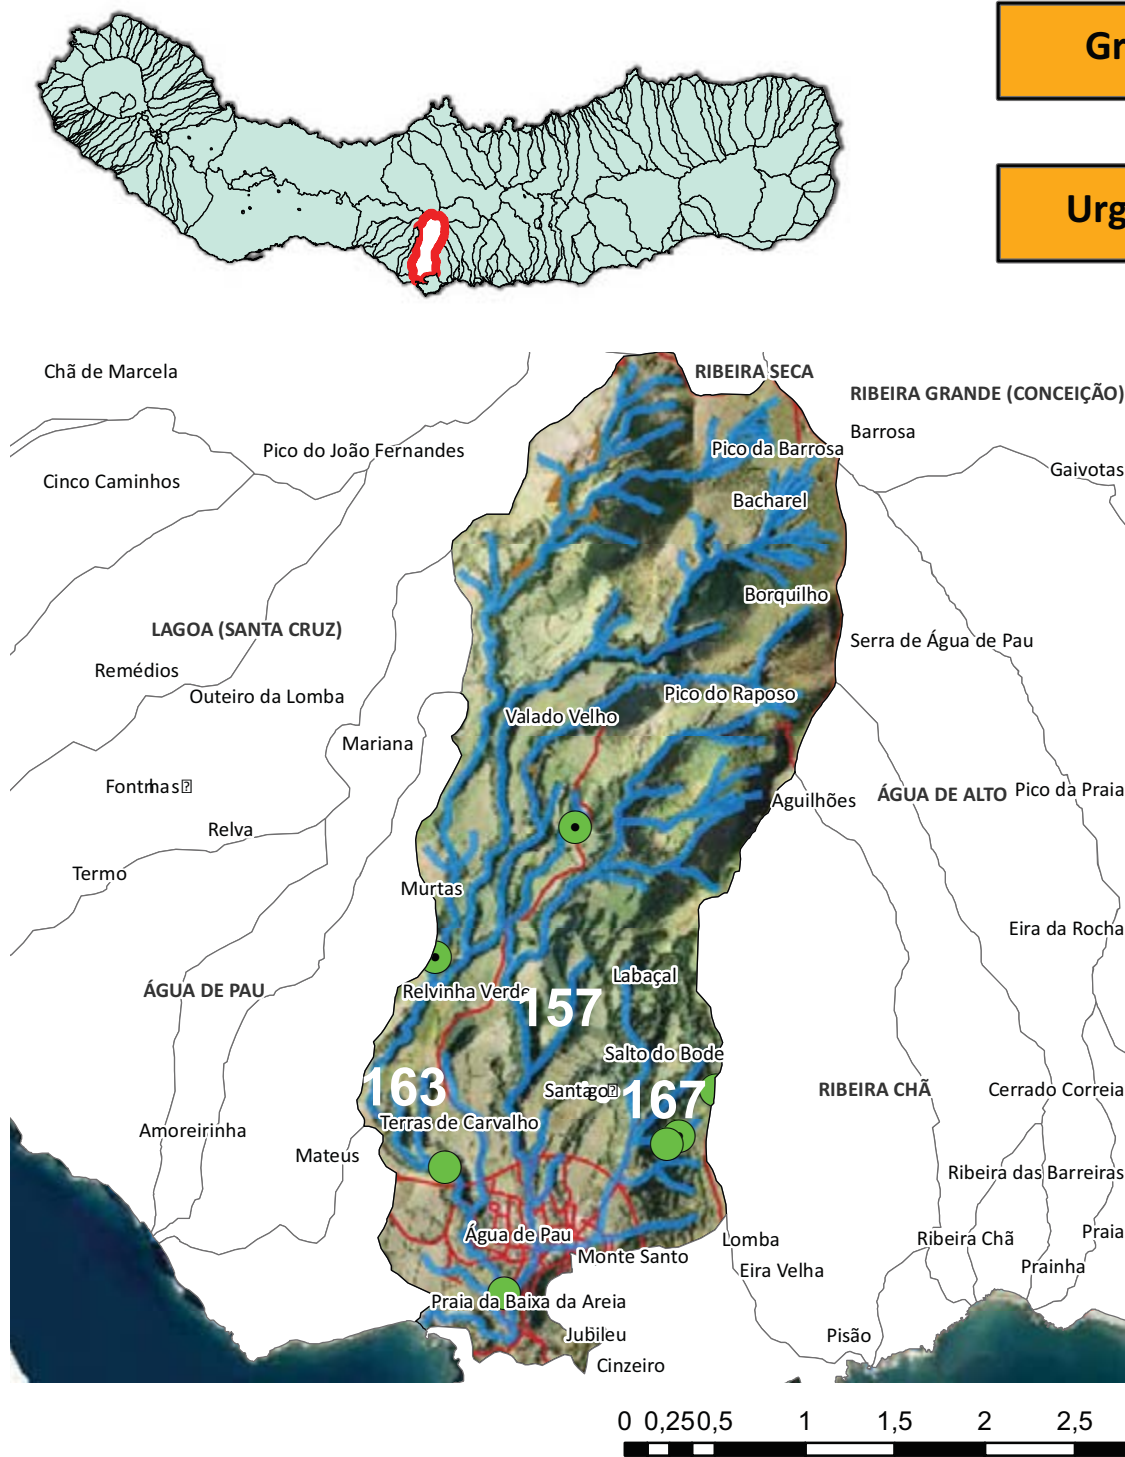 Gr
Urg
RIBEIRA SECA
Chã de Marcela
RIBEIRA GRANDE (CONCEIÇÃO)
Barrosa
Pico do João Fernandes
Pico da Barrosa
Gaivotas
Cinco Caminhos
Bacharel
Borquilho
LAGOA (SANTA CRUZ)
Serra de Água de Pau
Remédios
Outeiro da Lomba
Pico do Raposo
Valado Velho
Mariana
Pico da Praia
ÁGUA DE ALTO
Aguilhões
Relva
Termo
Murtas
Eira da Rocha
Labaçal
ÁGUA DE PAU
Relvinha Verde
157
Salto do Bode
163
167
RIBEIRA CHÃ
Cerrado Correia
Terras de Carvalho
Amoreirinha
Mateus
Ribeira das Barreiras
Água de Pau
Praia
Lomba
Ribeira Chã
Monte Santo
Eira Velha
Prainha
Praia da Baixa da Areia
Jubileu
Pisão
Cinzeiro
0 0,25 0,5 1 1,5 2 2,5